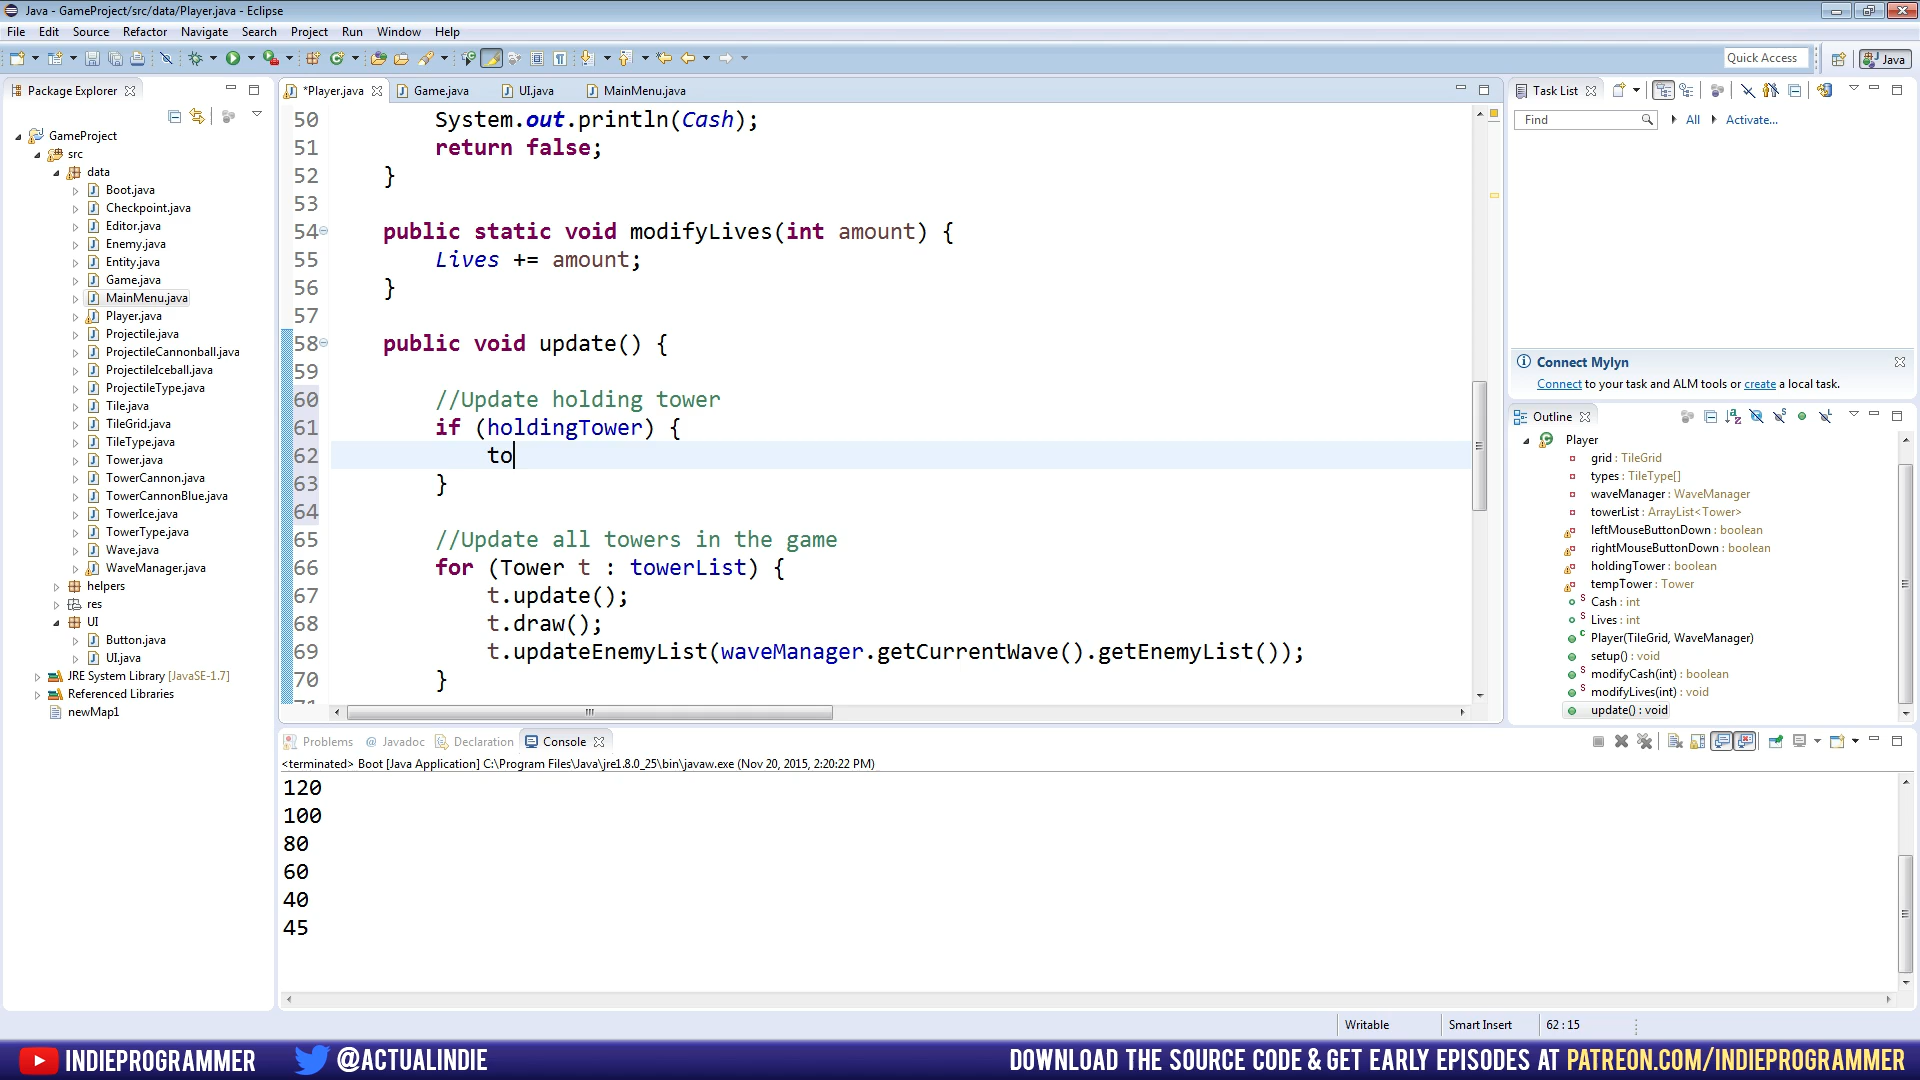 Java - GameProject/src/data/Player.java - Eclipse
File Edit Source Refactor Navigate Search Project Run Window Help
Quick Access
Java
Package Explorer
GameProject
src
data
Boot.java
Checkpoint.java
Editor.java
Enemy.java
Entity.java
Game.java
MainMenu.java
Player.java
Projectile.java
ProjectileCannonball.java
ProjectileIceball.java
ProjectileType.java
Tile.java
TileGrid.java
TileType.java
Tower.java
TowerCannon.java
TowerCannonBlue.java
TowerIce.java
TowerType.java
Wave.java
WaveManager.java
helpers
res
UI
Button.java
UI.java
JRE System Library [JavaSE-1.7]
Referenced Libraries
newMap1
*Player.java Game.java UI.java MainMenu.java
50 System.out.println(Cash);
51 return false;
52 }
53
54 public static void modifyLives(int amount) {
55 Lives += amount;
56 }
57
58 public void update() {
59
60 //Update holding tower
61 if (holdingTower) {
62 to
63 }
64
65 //Update all towers in the game
66 for (Tower t : towerList) {
67 t.update();
68 t.draw();
69 t.updateEnemyList(waveManager.getCurrentWave().getEnemyList());
70 }
Task List
Find All Activate...
Connect Mylyn
Connect to your task and ALM tools or create a local task.
Outline
Player
grid : TileGrid
types : TileType[]
waveManager : WaveManager
towerList : ArrayList<Tower>
leftMouseButtonDown : boolean
rightMouseButtonDown : boolean
holdingTower : boolean
tempTower : Tower
Cash : int
Lives : int
Player(TileGrid, WaveManager)
setup() : void
modifyCash(int) : boolean
modifyLives(int) : void
update() : void
Problems @ Javadoc Declaration Console
<terminated> Boot [Java Application] C:\Program Files\Java\jre1.8.0_25\bin\javaw.exe (Nov 20, 2015, 2:20:22 PM)
120
100
80
60
40
45
Writable Smart Insert 62 : 15
INDIEPROGRAMMER @ACTUALINDIE DOWNLOAD THE SOURCE CODE & GET EARLY EPISODES AT PATREON.COM/INDIEPROGRAMMER